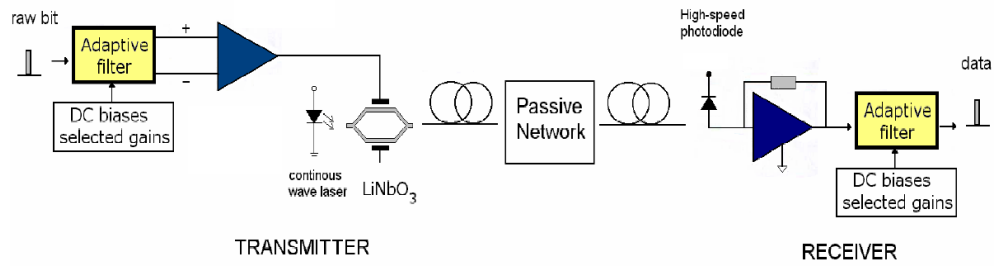 raw bit
Adaptive
filter
+
−
DC biases
selected gains
continous
wave laser
LiNbO3
TRANSMITTER
Passive
Network
High-speed
photodiode
Adaptive
filter
data
DC biases
selected gains
RECEIVER